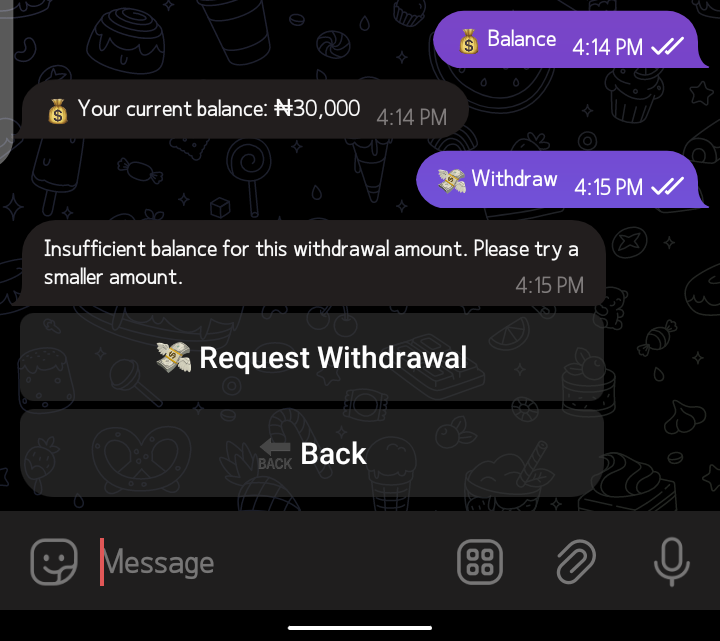 💰 Balance 4:14 PM
💰 Your current balance: ₦30,000 4:14 PM
💸 Withdraw 4:15 PM
Insufficient balance for this withdrawal amount. Please try a
smaller amount. 4:15 PM
💸 Request Withdrawal
🔙 Back
Message